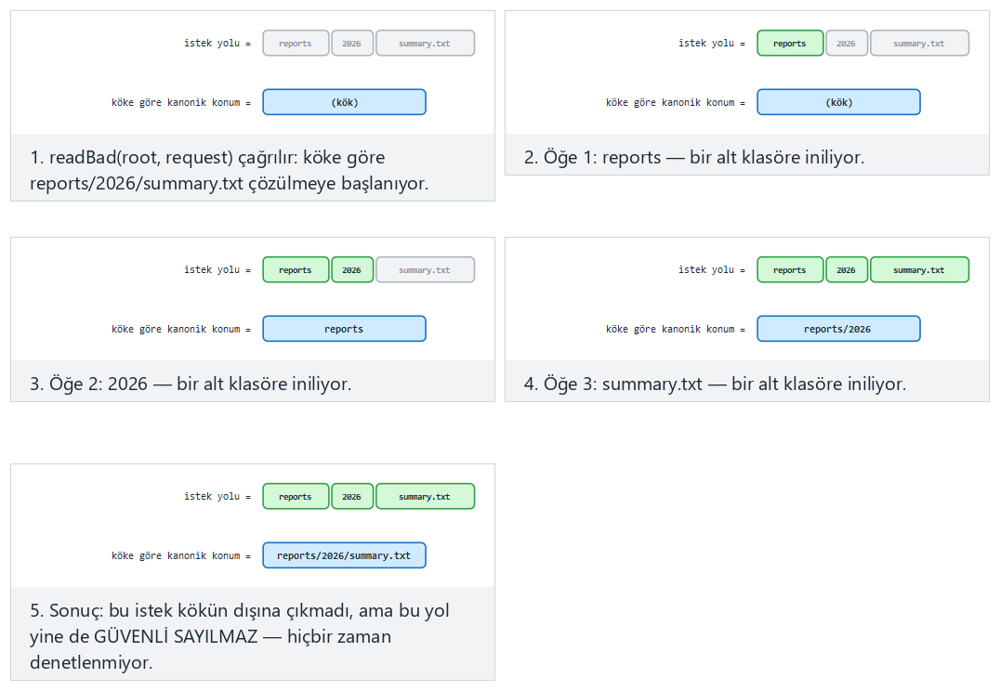 istek yolu = reports 2026 summary.txt
köke göre kanonik konum = (kök)
1. readBad(root, request) çağrılır: köke göre
reports/2026/summary.txt çözülmeye başlanıyor.
istek yolu = reports 2026 summary.txt
köke göre kanonik konum = (kök)
2. Öğe 1: reports — bir alt klasöre iniliyor.
istek yolu = reports 2026 summary.txt
köke göre kanonik konum = reports
3. Öğe 2: 2026 — bir alt klasöre iniliyor.
istek yolu = reports 2026 summary.txt
köke göre kanonik konum = reports/2026
4. Öğe 3: summary.txt — bir alt klasöre iniliyor.
istek yolu = reports 2026 summary.txt
köke göre kanonik konum = reports/2026/summary.txt
5. Sonuç: bu istek kökün dışına çıkmadı, ama bu yol
yine de GÜVENLİ SAYILMAZ — hiçbir zaman
denetlenmiyor.